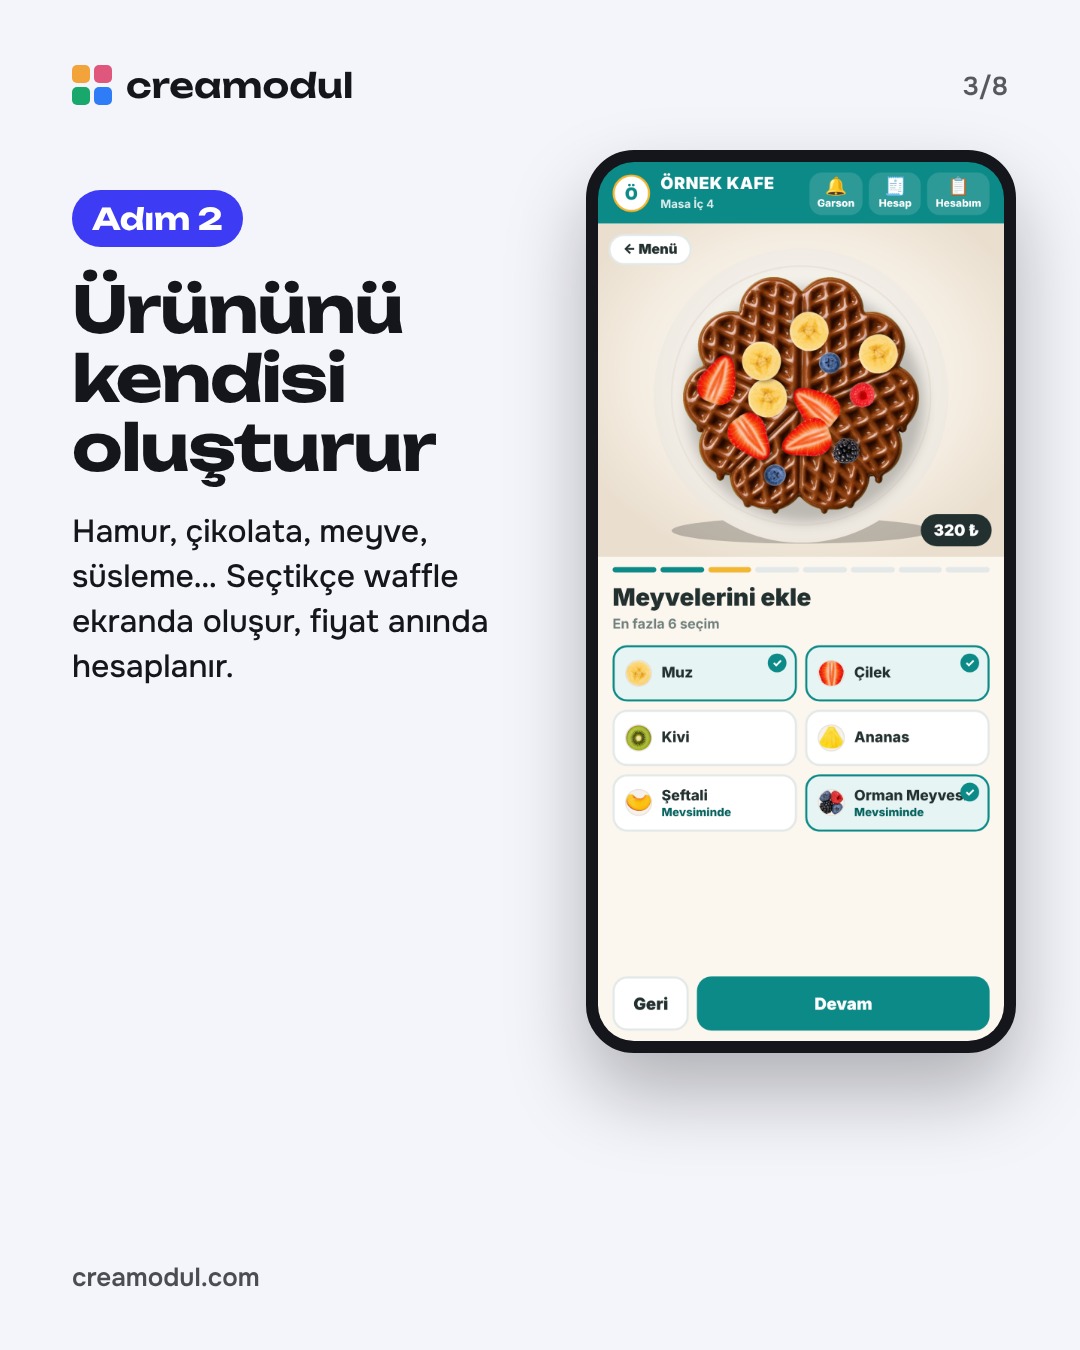 creamodul
3/8
Adım 2
Ürününü
kendisi
oluşturur
Hamur, çikolata, meyve,
süsleme... Seçtikçe waffle
ekranda oluşur, fiyat anında
hesaplanır.
Ö
ÖRNEK KAFE
Masa İç 4
Garson
Hesap
Hesabım
← Menü
320 ₺
Meyvelerini ekle
En fazla 6 seçim
Muz
Çilek
Kivi
Ananas
Şeftali
Mevsiminde
Orman Meyves
Mevsiminde
Geri
Devam
creamodul.com